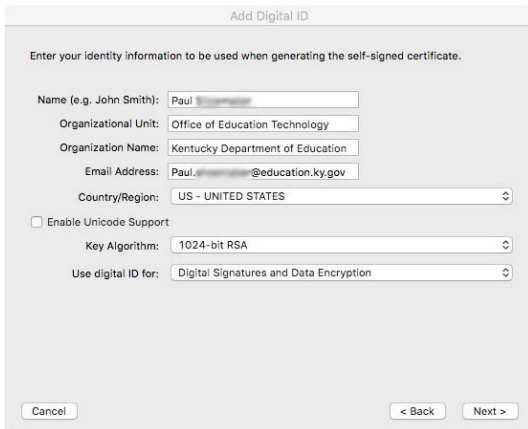 Add Digital ID
Enter your identity information to be used when generating the self-signed certificate.
Name (e.g. John Smith): Paul
Organizational Unit: Office of Education Technology
Organization Name: Kentucky Department of Education
Email Address: Paul. @education.ky.gov
Country/Region: US - UNITED STATES
Enable Unicode Support
Key Algorithm: 1024-bit RSA
Use digital ID for: Digital Signatures and Data Encryption
Cancel < Back Next >